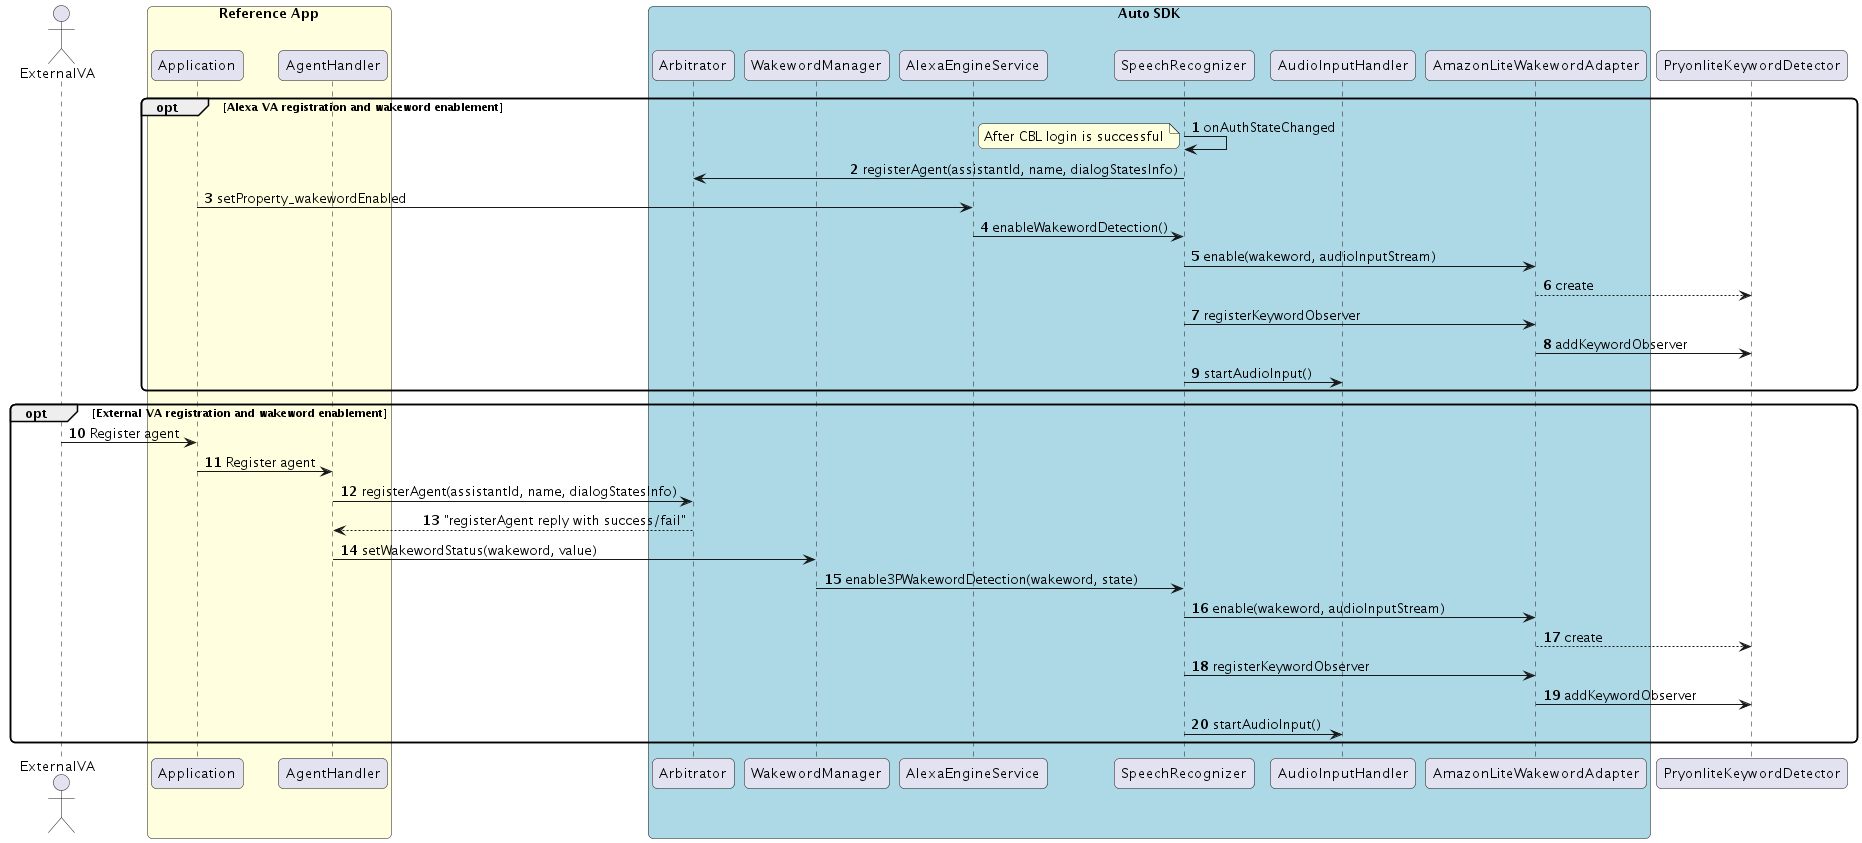 Reference App
Auto SDK
ExternalVA
Application
AgentHandler
Arbitrator
WakewordManager
AlexaEngineService
SpeechRecognizer
AudioInputHandler
AmazonLiteWakewordAdapter
PryonliteKeywordDetector
opt [Alexa VA registration and wakeword enablement]
After CBL login is successful
1 onAuthStateChanged
2 registerAgent(assistantId, name, dialogStatesInfo)
3 setProperty_wakewordEnabled
4 enableWakewordDetection()
5 enable(wakeword, audioInputStream)
6 create
7 registerKeywordObserver
8 addKeywordObserver
9 startAudioInput()
opt [External VA registration and wakeword enablement]
10 Register agent
11 Register agent
12 registerAgent(assistantId, name, dialogStatesInfo)
13 "registerAgent reply with success/fail"
14 setWakewordStatus(wakeword, value)
15 enable3PWakewordDetection(wakeword, state)
16 enable(wakeword, audioInputStream)
17 create
18 registerKeywordObserver
19 addKeywordObserver
20 startAudioInput()
ExternalVA
Application
AgentHandler
Arbitrator
WakewordManager
AlexaEngineService
SpeechRecognizer
AudioInputHandler
AmazonLiteWakewordAdapter
PryonliteKeywordDetector